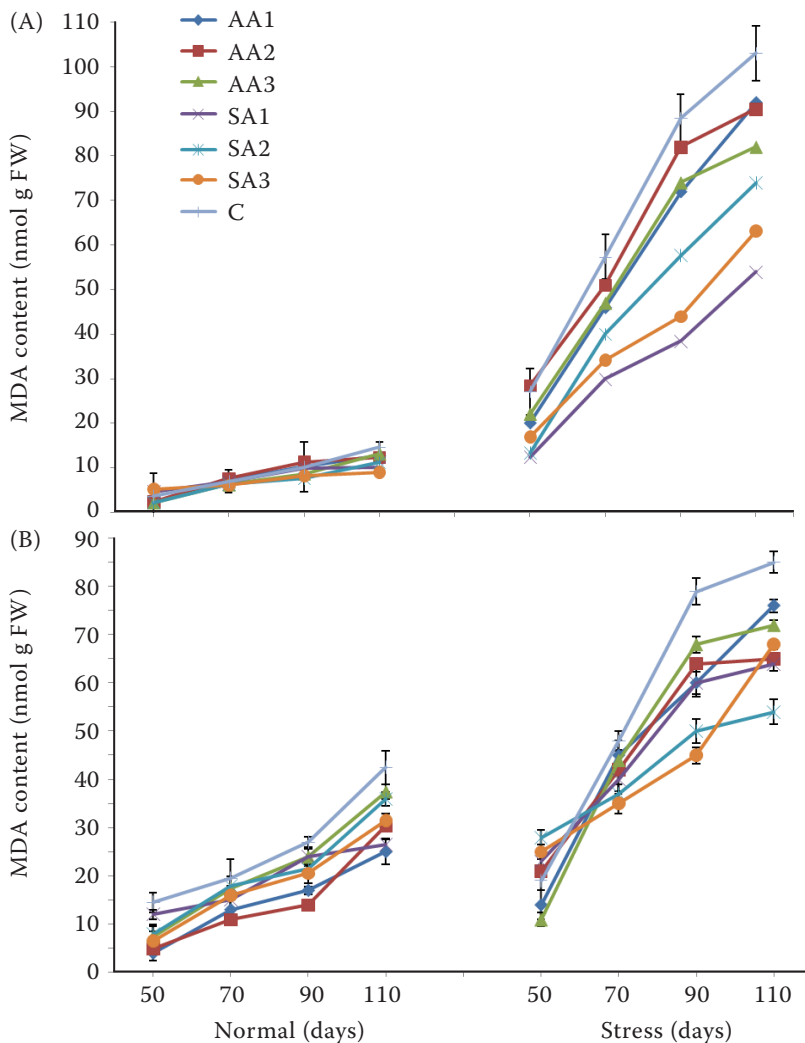 (A)
110
100
90
80
70
60
50
40
30
20
10
0
MDA content (nmol g FW)
AA1
AA2
AA3
SA1
SA2
SA3
C
(B)
90
80
70
60
50
40
30
20
10
0
MDA content (nmol g FW)
50 70 90 110 50 70 90 110
Normal (days) Stress (days)